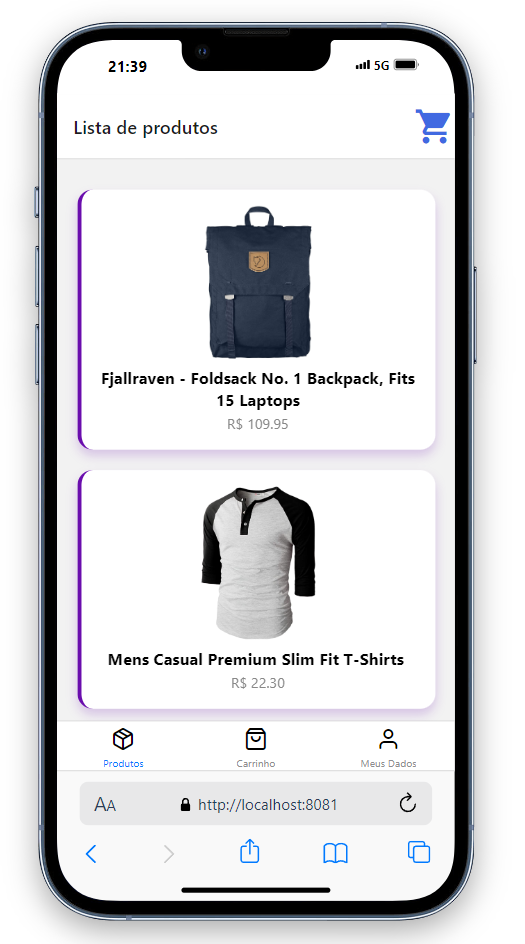 21:39
5G
Lista de produtos
Fjallraven - Foldsack No. 1 Backpack, Fits
15 Laptops
R$ 109.95
Mens Casual Premium Slim Fit T-Shirts
R$ 22.30
Produtos
Carrinho
Meus Dados
AA
http://localhost:8081